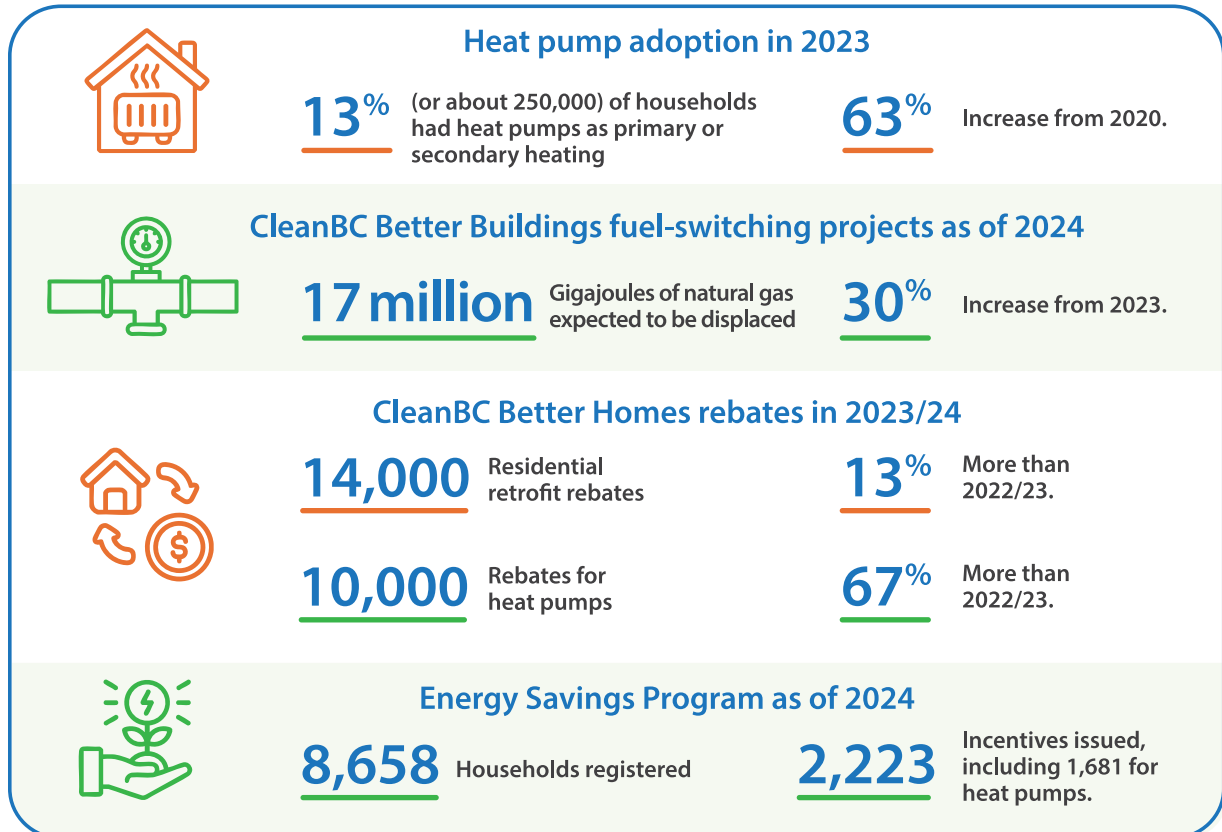 Heat pump adoption in 2023
13%
(or about 250,000) of households
had heat pumps as primary or
secondary heating
63%
Increase from 2020.
CleanBC Better Buildings fuel-switching projects as of 2024
17 million
Gigajoules of natural gas
expected to be displaced
30%
Increase from 2023.
CleanBC Better Homes rebates in 2023/24
14,000
Residential
retrofit rebates
13%
More than
2022/23.
10,000
Rebates for
heat pumps
67%
More than
2022/23.
$
Energy Savings Program as of 2024
8,658
Households registered
2,223
Incentives issued,
including 1,681 for
heat pumps.